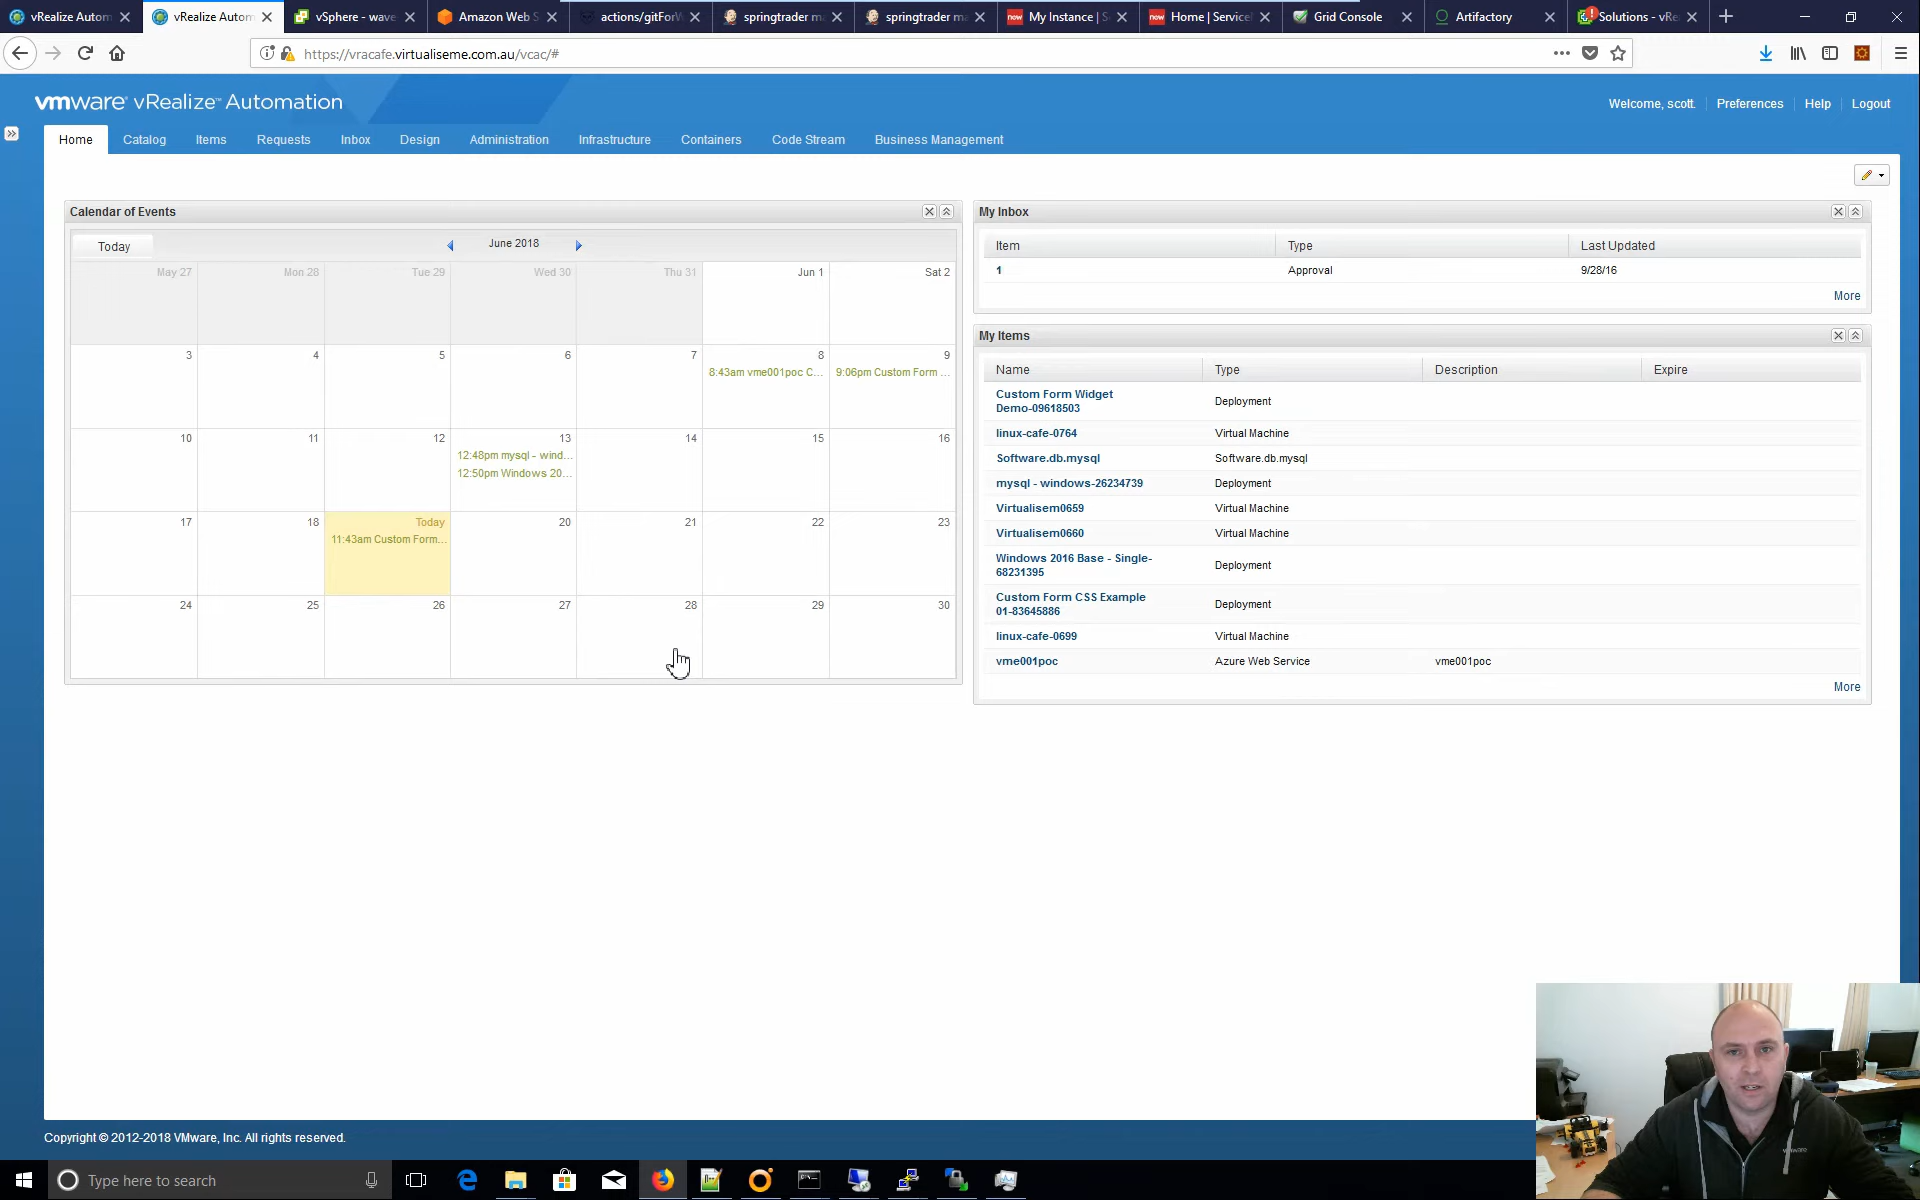 vRealize Autom
vRealize Autom
vSphere - wave
Amazon Web S
actions/gitForW
springtrader m
springtrader ma
now My Instance | S
now Home | Service
Grid Console
Artifactory
Solutions - vRe
https://vracafe.virtualiseme.com.au/vcac/#
vmware vRealize™ Automation
Welcome, scott.
Preferences
Help
Logout
Home
Catalog
Items
Requests
Inbox
Design
Administration
Infrastructure
Containers
Code Stream
Business Management
Calendar of Events
Today
June 2018
May 27
Mon 28
Tue 29
Wed 30
Thu 31
Jun 1
Sat 2
3
4
5
6
7
8
9
8:43am vme001poc C...
9:06pm Custom Form ...
10
11
12
13
14
15
16
12:48pm mysql - wind...
12:50pm Windows 20...
17
18
Today
20
21
22
23
11:43am Custom Form...
24
25
26
27
28
29
30
My Inbox
Item Type Last Updated
1 Approval 9/28/16
More
My Items
Name Type Description Expire
Custom Form Widget
Demo-09618503 Deployment
linux-cafe-0764 Virtual Machine
Software.db.mysql Software.db.mysql
mysql - windows-26234739 Deployment
Virtualisem0659 Virtual Machine
Virtualisem0660 Virtual Machine
Windows 2016 Base - Single-
68231395 Deployment
Custom Form CSS Example
01-83645886 Deployment
linux-cafe-0699 Virtual Machine
vme001poc Azure Web Service vme001poc
More
Copyright © 2012-2018 VMware, Inc. All rights reserved.
vmware
Type here to search